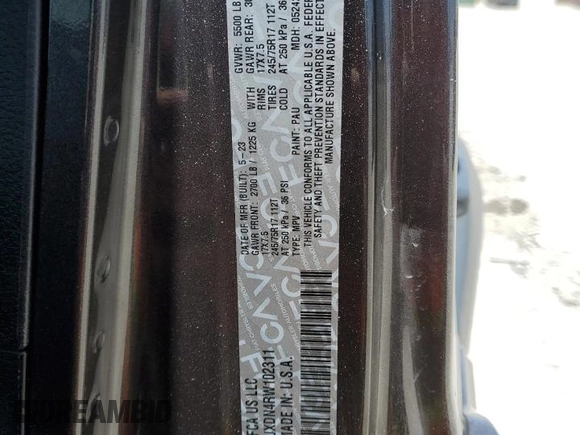 FCA US LLC
DATE OF MFR (BUILT): 5-23
GVWR: 5500 LB
GAWR FRONT: 2700 LB / 1225 KG WITH
GAWR REAR:
17X7.5 RIMS 17X7.5
245/75R17 112T TIRES 245/75R17 112T
AT 250 kPa / 36 PSI COLD AT 250 kPa / 36
TYPE: MPV PAINT: PAU MDH:
THIS VEHICLE CONFORMS TO ALL APPLICABLE U.S.A. FEDER
SAFETY AND THEFT PREVENTION STANDARDS IN EFFECT
MANUFACTURE SHOWN ABOVE.
JXDN4RW102311
MADE IN U.S.A.